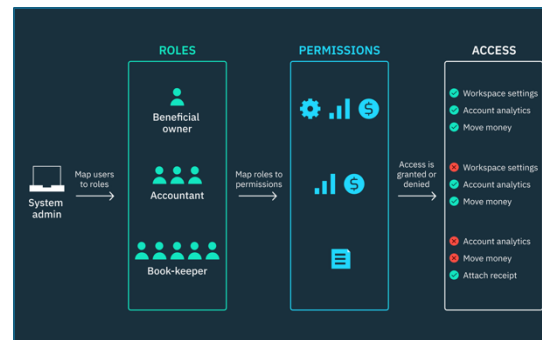 ROLES
PERMISSIONS
ACCESS
System
admin
Map users
to roles
Beneficial
owner
Accountant
Book-keeper
Map roles to
permissions
$
$
Access is
granted or
denied
Workspace settings
Account analytics
Move money
Workspace settings
Account analytics
Move money
Account analytics
Move money
Attach receipt